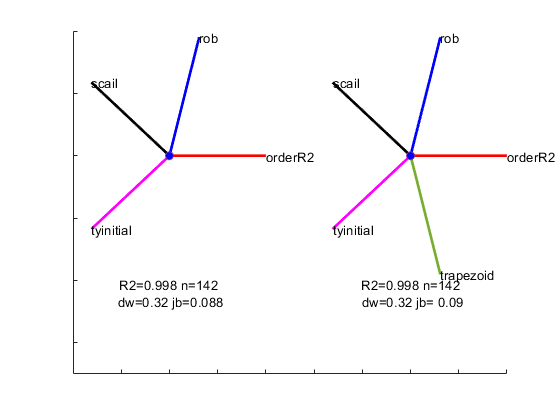 rob
scail
orderR2
tyinitial
R2=0.998 n=142
dw=0.32 jb=0.088
rob
scail
orderR2
tyinitial
trapezoid
R2=0.998 n=142
dw=0.32 jb= 0.09